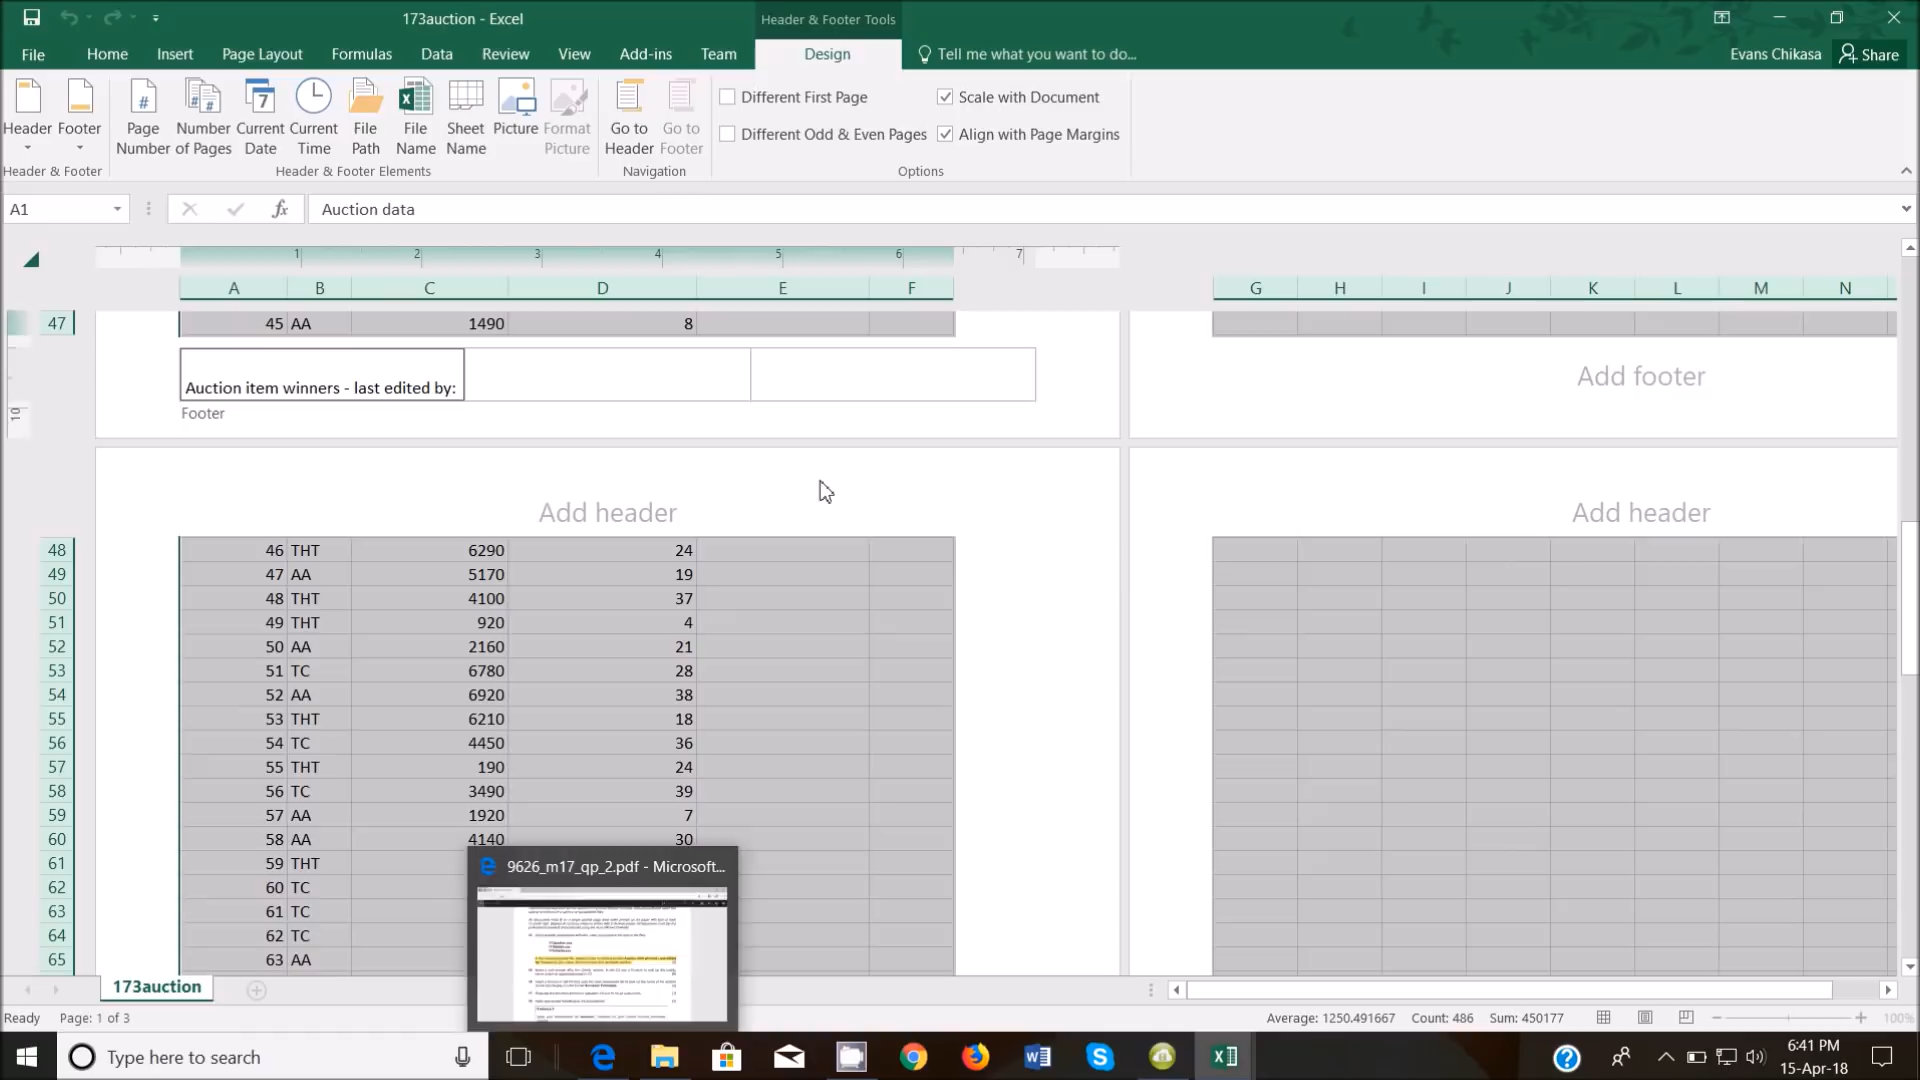 173auction - Excel
Header & Footer Tools
File
Home
Insert
Page Layout
Formulas
Data
Review
View
Add-ins
Team
Design
Tell me what you want to do...
Evans Chikasa
Share
Header
Footer
Page Number
Number of Pages
Current Date
Current Time
File Path
File Name
Sheet Name
Picture
Format Picture
Go to Header
Go to Footer
Different First Page
Different Odd & Even Pages
Scale with Document
Align with Page Margins
Header & Footer
Header & Footer Elements
Navigation
Options
A1
fx
Auction data
1 2 3 4 5 6 7
A B C D E F G H I J K L M N
47 45 AA 1490 8
10
Auction item winners - last edited by:
Footer
Add footer
Add header
Add header
48 46 THT 6290 24
49 47 AA 5170 19
50 48 THT 4100 37
51 49 THT 920 4
52 50 AA 2160 21
53 51 TC 6780 28
54 52 AA 6920 38
55 53 THT 6210 18
56 54 TC 4450 36
57 55 THT 190 24
58 56 TC 3490 39
59 57 AA 1920 7
60 58 AA 4140 30
61 59 THT
62 60 TC
63 61 TC
64 62 TC
65 63 AA
9626_m17_qp_2.pdf - Microsoft...
173auction
Ready
Page: 1 of 3
Average: 1250.491667
Count: 486
Sum: 450177
100%
Type here to search
6:41 PM
15-Apr-18